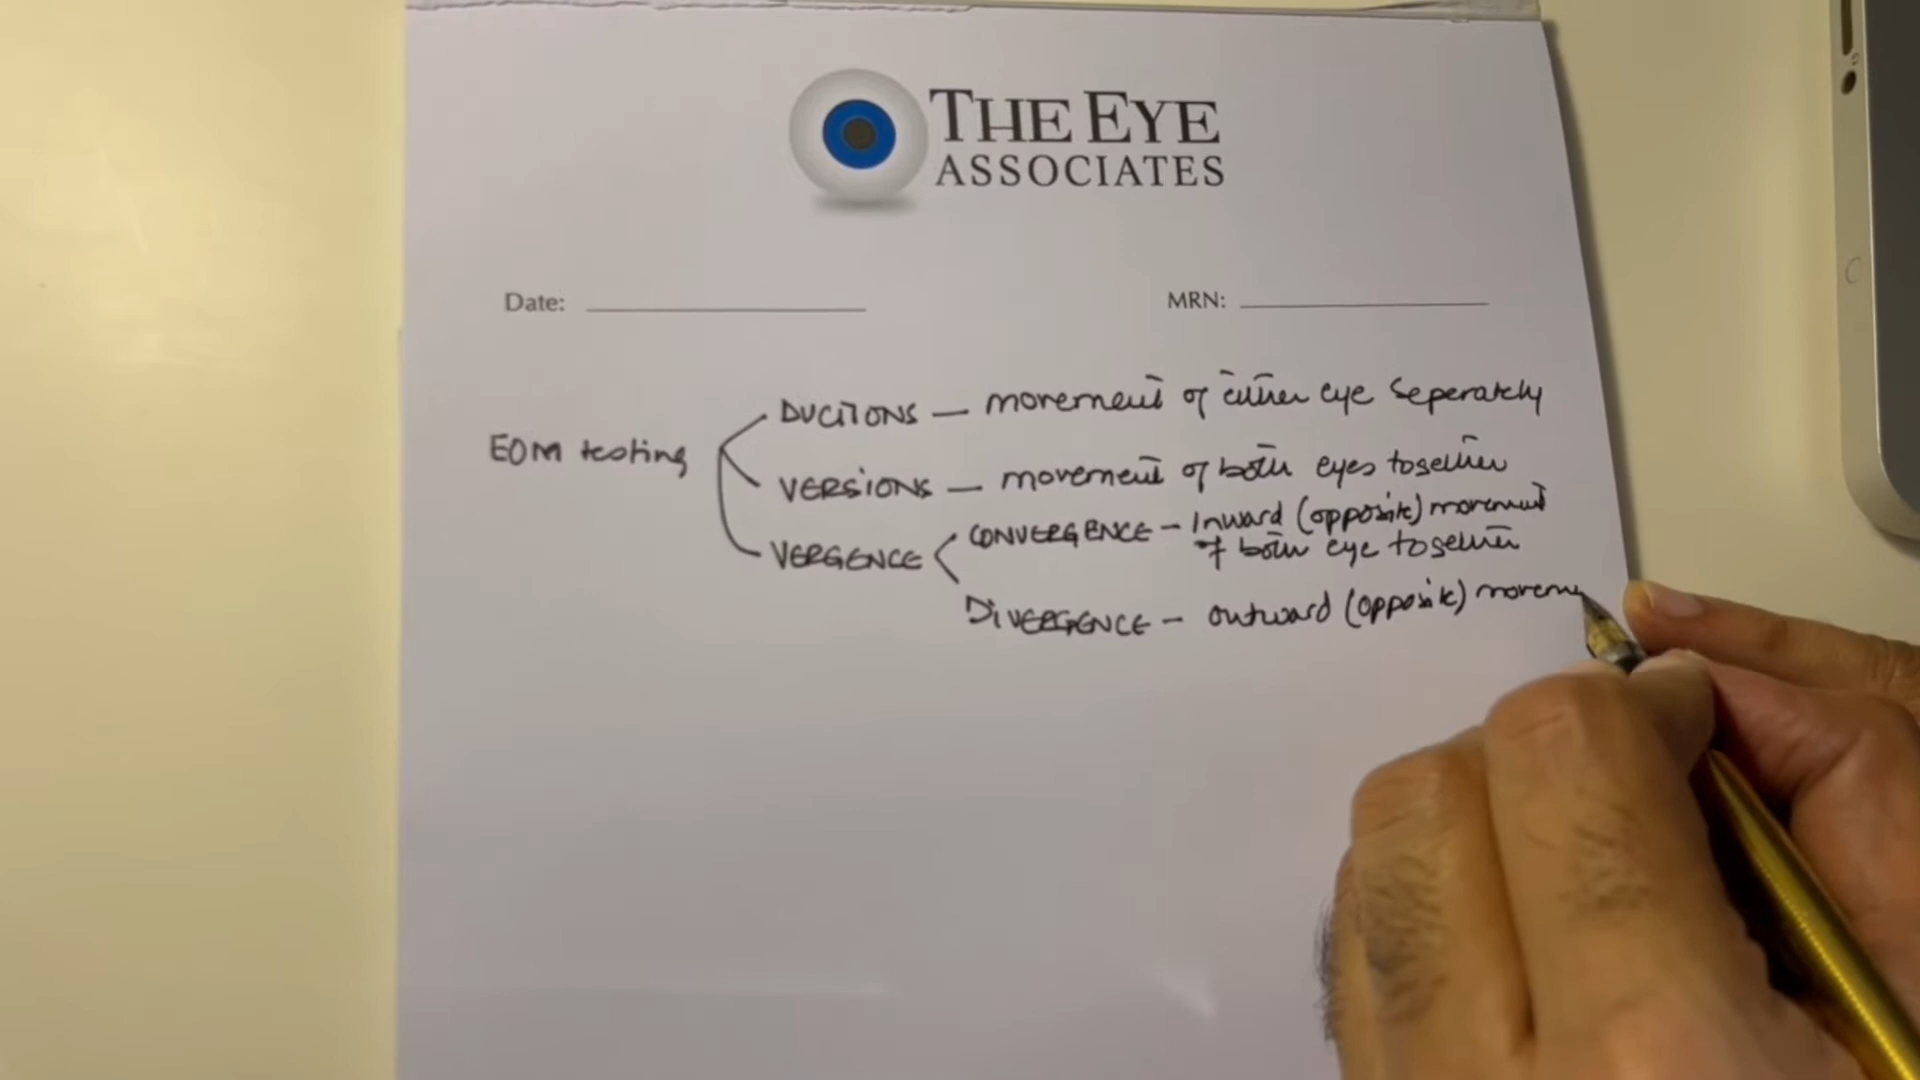 THE EYE
ASSOCIATES
Date:
MRN:
EOM testing
DUCTIONS — movement of either eye seperately
VERSIONS — movement of both eyes together
VERGENCE
CONVERGENCE - Inward (opposite) movement
of both eye together
DIVERGENCE - outward (opposite) movem